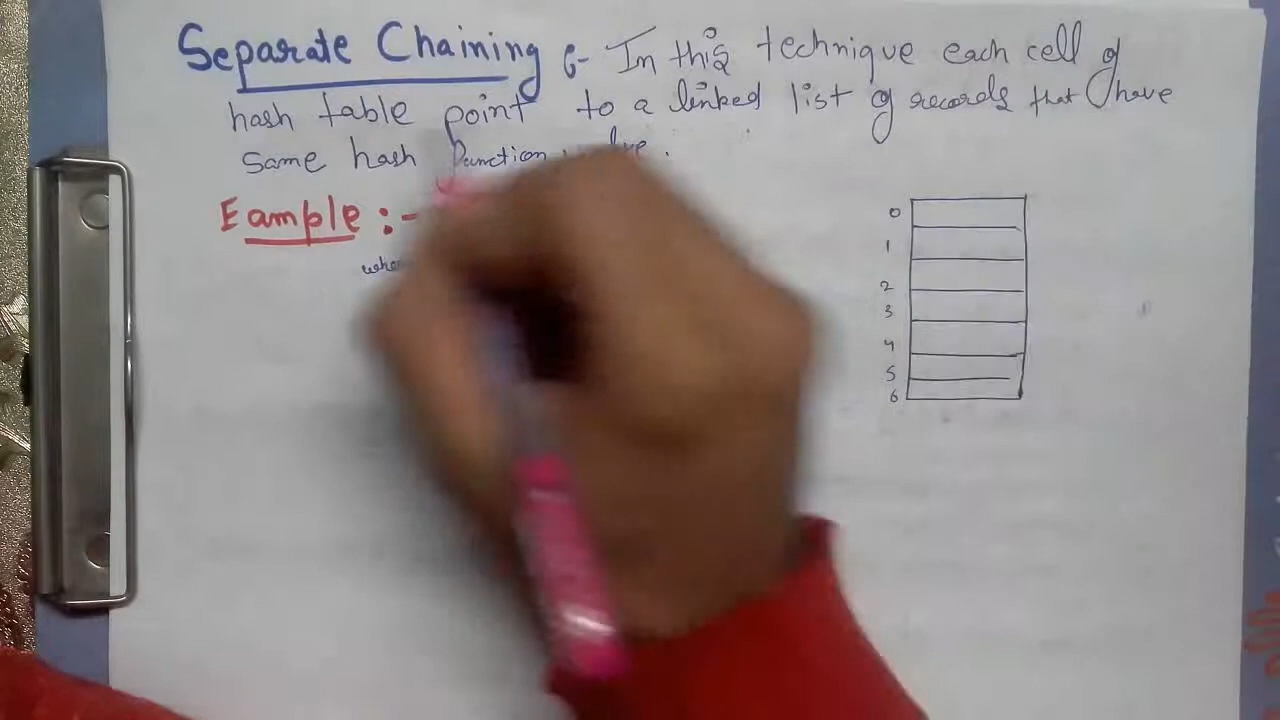 Separate Chaining :- In this technique each cell of
hash table point to a linked list of records that have
Same hash function
Eample :-
0
1
2
3
4
5
6